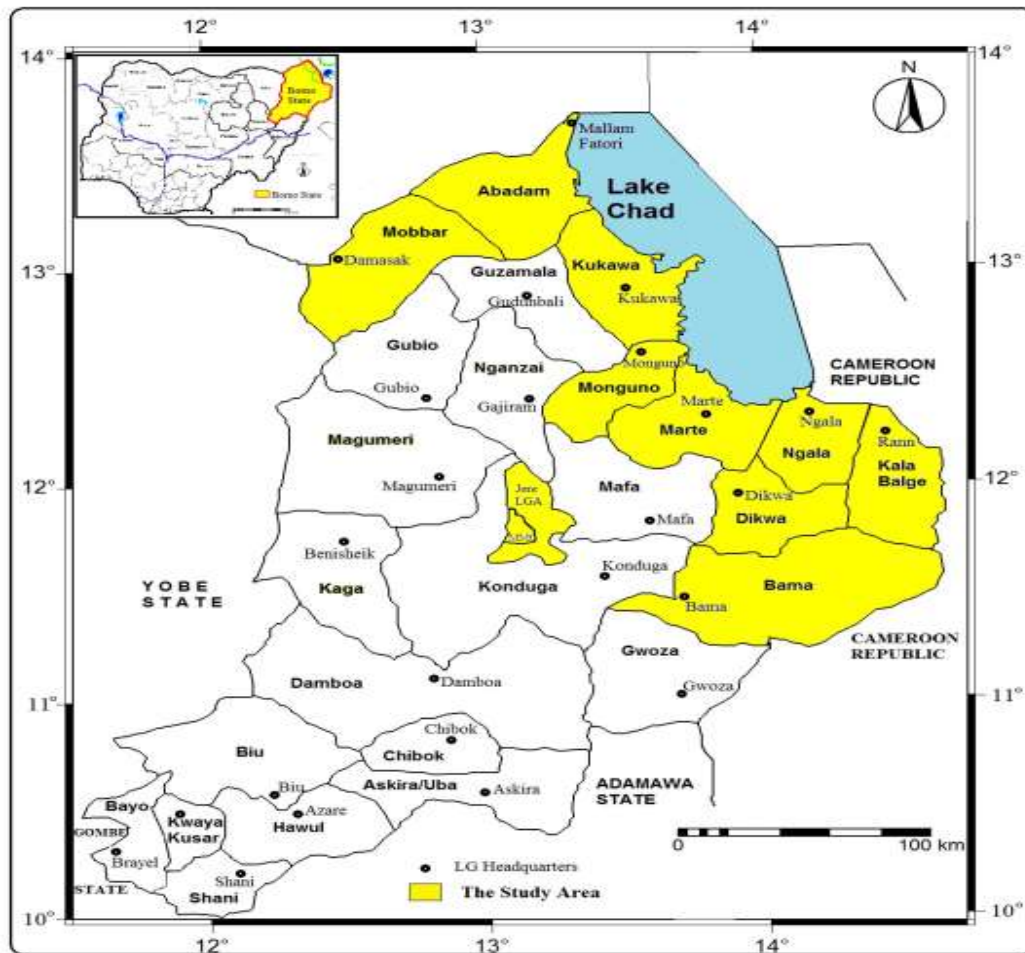 12°
13°
14°
14°
14°
N
Borno
State
Borno State
Mallam
Fatori
Abadam
Lake
Chad
Mobbar
Damasak
13°
13°
Guzamala
Kukawa
Gudunbali
Kukawa
Gubio
Nganzai
Monguno
CAMEROON
REPUBLIC
Gubio
Gajiram
Monguno
Marte
Marte
Ngala
Ngala
Rann
Kala
Balge
Magumeri
Magumeri
12°
12°
Jere
LGA
Mafa
Mafa
Dikwa
Dikwa
Benisheik
Kaga
Konduga
Konduga
Bama
Bama
YOBE
STATE
CAMEROON
REPUBLIC
Gwoza
Gwoza
Damboa
Damboa
11°
11°
Chibok
Chibok
Biu
Biu
Askira/Uba
Askira
ADAMAWA
STATE
Bayo
Kwaya
Kusar
Azare
Hawul
GOMBE
STATE
Brayel
Shani
Shani
0
100 km
LG Headquarters
The Study Area
10°
10°
12°
13°
14°